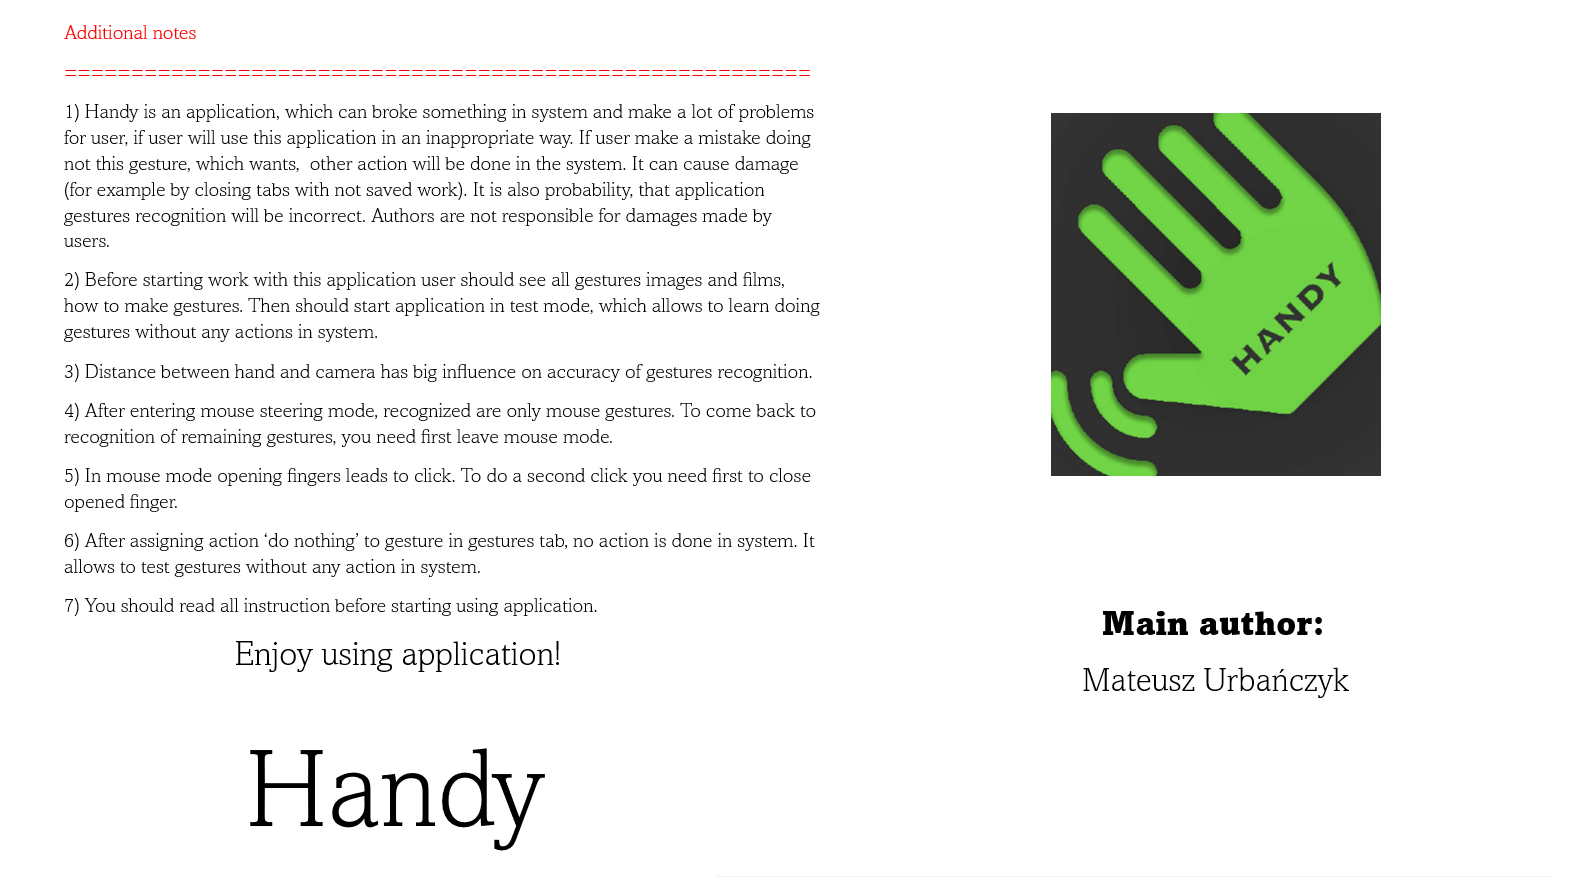 Additional notes
========================================================
1) Handy is an application, which can broke something in system and make a lot of problems
for user, if user will use this application in an inappropriate way. If user make a mistake doing
not this gesture, which wants,  other action will be done in the system. It can cause damage
(for example by closing tabs with not saved work). It is also probability, that application
gestures recognition will be incorrect. Authors are not responsible for damages made by
users.
2) Before starting work with this application user should see all gestures images and films,
how to make gestures. Then should start application in test mode, which allows to learn doing
gestures without any actions in system.
3) Distance between hand and camera has big influence on accuracy of gestures recognition.
4) After entering mouse steering mode, recognized are only mouse gestures. To come back to
recognition of remaining gestures, you need first leave mouse mode.
5) In mouse mode opening fingers leads to click. To do a second click you need first to close
opened finger.
6) After assigning action ‘do nothing’ to gesture in gestures tab, no action is done in system. It
allows to test gestures without any action in system.
7) You should read all instruction before starting using application.
Enjoy using application!
Handy
HANDY
Main author:
Mateusz Urbańczyk